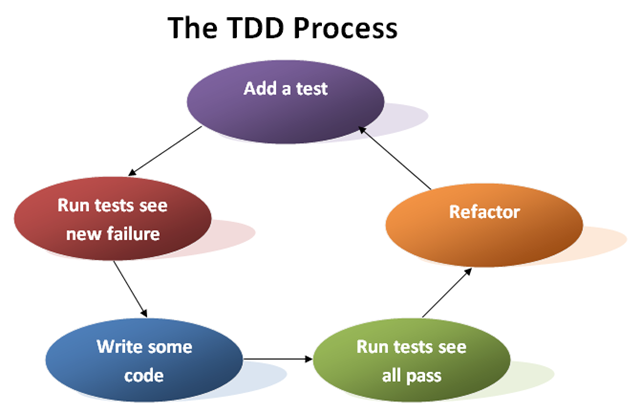 The TDD Process
Add a test
Run tests see
new failure
Write some
code
Run tests see
all pass
Refactor